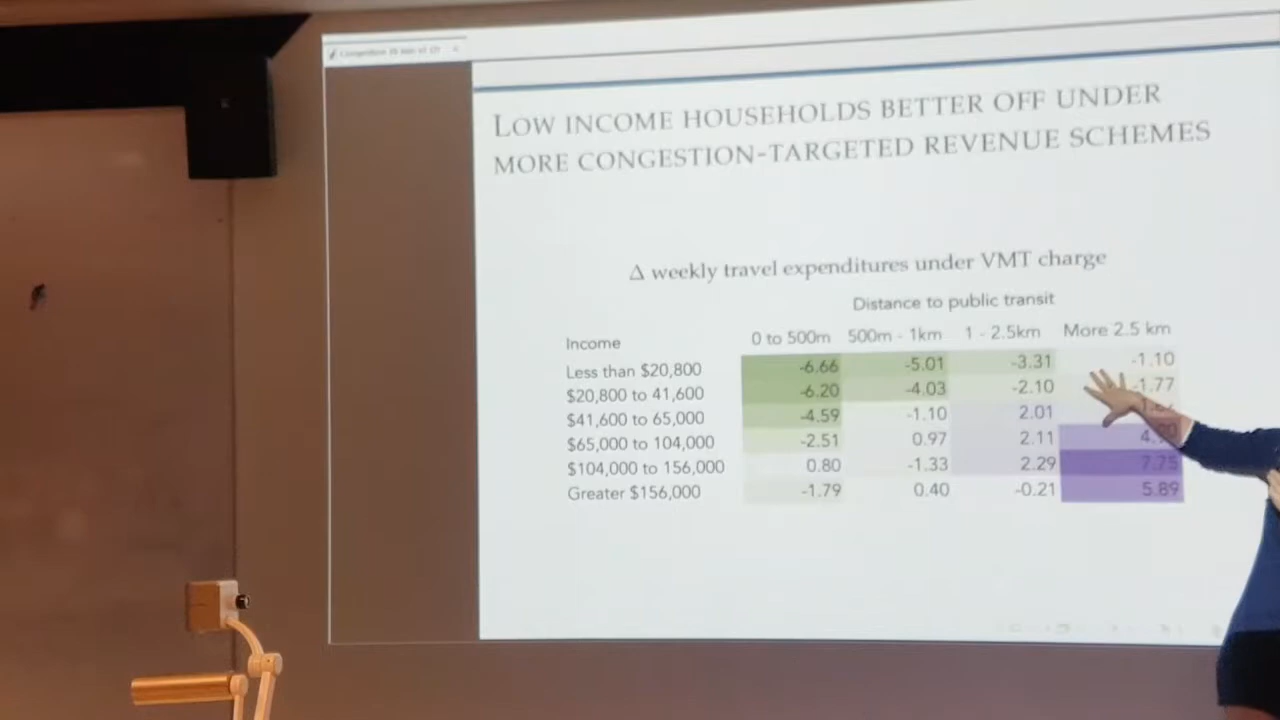 LOW INCOME HOUSEHOLDS BETTER OFF UNDER
MORE CONGESTION-TARGETED REVENUE SCHEMES
Δ weekly travel expenditures under VMT charge
Distance to public transit
Income 0 to 500m 500m - 1km 1 - 2.5km More 2.5 km
Less than $20,800 -6.66 -5.01 -3.31 -1.10
$20,800 to 41,600 -6.20 -4.03 -2.10 -1.77
$41,600 to 65,000 -4.59 -1.10 2.01
$65,000 to 104,000 -2.51 0.97 2.11
$104,000 to 156,000 0.80 -1.33 2.29 7.75
Greater $156,000 -1.79 0.40 -0.21 5.89